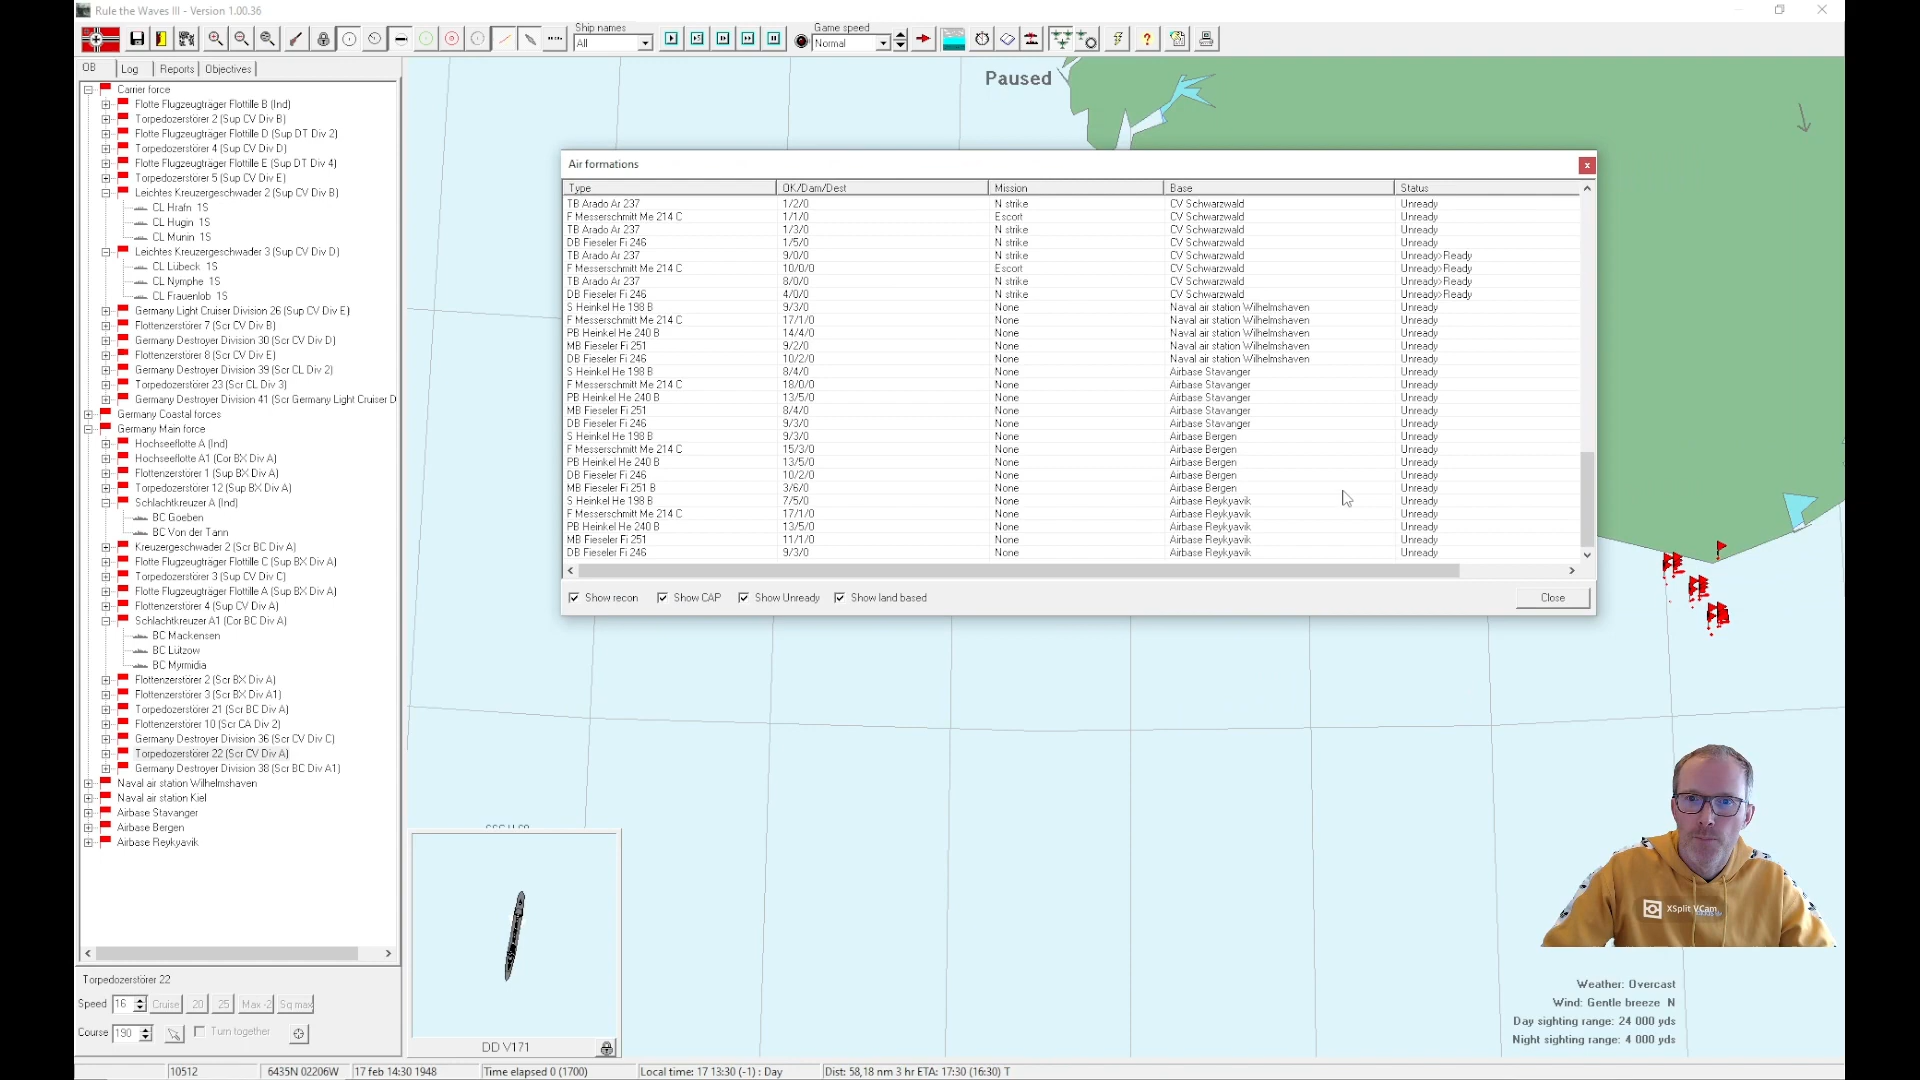 Rule the Waves III - Version 1.00.36
Ship names
All
Game speed
Normal
OB
Log
Reports
Objectives
Carrier force
Flotte Flugzeugträger Flottille B (Ind)
Torpedozerstörer 2 (Sup CV Div B)
Flotte Flugzeugträger Flottille D (Sup DT Div 2)
Torpedozerstörer 4 (Sup CV Div D)
Flotte Flugzeugträger Flottille E (Sup DT Div 4)
Torpedozerstörer 5 (Sup CV Div E)
Leichtes Kreuzergeschwader 2 (Sup CV Div B)
CL Hrafn 1S
CL Hugin 1S
CL Munin 1S
Leichtes Kreuzergeschwader 3 (Sup CV Div D)
CL Lübeck 1S
CL Nymphe 1S
CL Frauenlob 1S
Germany Light Cruiser Division 26 (Sup CV Div E)
Flottenzerstörer 7 (Scr CV Div B)
Germany Destroyer Division 30 (Scr CV Div D)
Flottenzerstörer 8 (Scr CV Div E)
Germany Destroyer Division 39 (Scr CL Div 2)
Torpedozerstörer 23 (Scr CL Div 3)
Germany Destroyer Division 41 (Scr Germany Light Cruiser D
Germany Coastal forces
Germany Main force
Hochseeflotte A (Ind)
Hochseeflotte A1 (Cor BX Div A)
Flottenzerstörer 1 (Sup BX Div A)
Torpedozerstörer 12 (Sup BX Div A)
Schlachtkreuzer A (Ind)
BC Goeben
BC Von der Tann
Kreuzergeschwader 2 (Scr BC Div A)
Flotte Flugzeugträger Flottille C (Sup BX Div A)
Torpedozerstörer 3 (Sup CV Div C)
Flotte Flugzeugträger Flottille A (Sup BX Div A)
Flottenzerstörer 4 (Sup CV Div A)
Schlachtkreuzer A1 (Cor BC Div A)
BC Mackensen
BC Lützow
BC Myrmidia
Flottenzerstörer 2 (Scr BX Div A)
Flottenzerstörer 3 (Scr BX Div A1)
Torpedozerstörer 21 (Scr BC Div A)
Flottenzerstörer 10 (Scr CA Div 2)
Germany Destroyer Division 36 (Scr CV Div C)
Torpedozerstörer 22 (Scr CV Div A)
Germany Destroyer Division 38 (Scr BC Div A1)
Naval air station Wilhelmshaven
Naval air station Kiel
Airbase Stavanger
Airbase Bergen
Airbase Reykyavik
Torpedozerstörer 22
Speed 16 Cruise 20 25 Max -2 Sq max
Course 190 Turn together
Paused
Air formations
Type OK/Dam/Dest Mission Base Status
TB Arado Ar 237 1/2/0 N strike CV Schwarzwald Unready
F Messerschmitt Me 214 C 1/1/0 Escort CV Schwarzwald Unready
TB Arado Ar 237 1/3/0 N strike CV Schwarzwald Unready
DB Fieseler Fi 246 1/5/0 N strike CV Schwarzwald Unready
TB Arado Ar 237 9/0/0 N strike CV Schwarzwald Unready>Ready
F Messerschmitt Me 214 C 10/0/0 Escort CV Schwarzwald Unready>Ready
TB Arado Ar 237 8/0/0 N strike CV Schwarzwald Unready>Ready
DB Fieseler Fi 246 4/0/0 N strike CV Schwarzwald Unready>Ready
S Heinkel He 198 B 9/3/0 None Naval air station Wilhelmshaven Unready
F Messerschmitt Me 214 C 17/1/0 None Naval air station Wilhelmshaven Unready
PB Heinkel He 240 B 14/4/0 None Naval air station Wilhelmshaven Unready
MB Fieseler Fi 251 9/2/0 None Naval air station Wilhelmshaven Unready
DB Fieseler Fi 246 10/2/0 None Naval air station Wilhelmshaven Unready
S Heinkel He 198 B 8/4/0 None Airbase Stavanger Unready
F Messerschmitt Me 214 C 18/0/0 None Airbase Stavanger Unready
PB Heinkel He 240 B 13/5/0 None Airbase Stavanger Unready
MB Fieseler Fi 251 8/4/0 None Airbase Stavanger Unready
DB Fieseler Fi 246 9/3/0 None Airbase Stavanger Unready
S Heinkel He 198 B 9/3/0 None Airbase Bergen Unready
F Messerschmitt Me 214 C 15/3/0 None Airbase Bergen Unready
PB Heinkel He 240 B 13/5/0 None Airbase Bergen Unready
DB Fieseler Fi 246 10/2/0 None Airbase Bergen Unready
MB Fieseler Fi 251 B 3/6/0 None Airbase Bergen Unready
S Heinkel He 198 B 7/5/0 None Airbase Reykyavik Unready
F Messerschmitt Me 214 C 17/1/0 None Airbase Reykyavik Unready
PB Heinkel He 240 B 13/5/0 None Airbase Reykyavik Unready
MB Fieseler Fi 251 11/1/0 None Airbase Reykyavik Unready
DB Fieseler Fi 246 9/3/0 None Airbase Reykyavik Unready
Show recon Show CAP Show Unready Show land based Close
DD V171
XSplit VCam
Weather: Overcast
Wind: Gentle breeze N
Day sighting range: 24 000 yds
Night sighting range: 4 000 yds
10512 6435N 02206W 17 feb 14:30 1948 Time elapsed 0 (1700) Local time: 17 13:30 (-1) : Day Dist: 58,18 nm 3 hr ETA: 17:30 (16:30) T